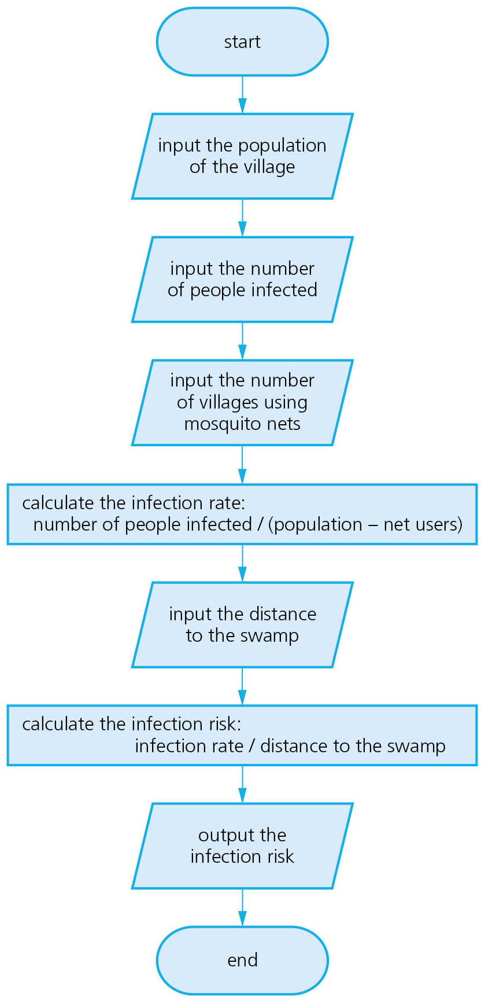 start
input the population
of the village
input the number
of people infected
input the number
of villages using
mosquito nets
calculate the infection rate:
number of people infected / (population – net users)
input the distance
to the swamp
calculate the infection risk:
infection rate / distance to the swamp
output the
infection risk
end